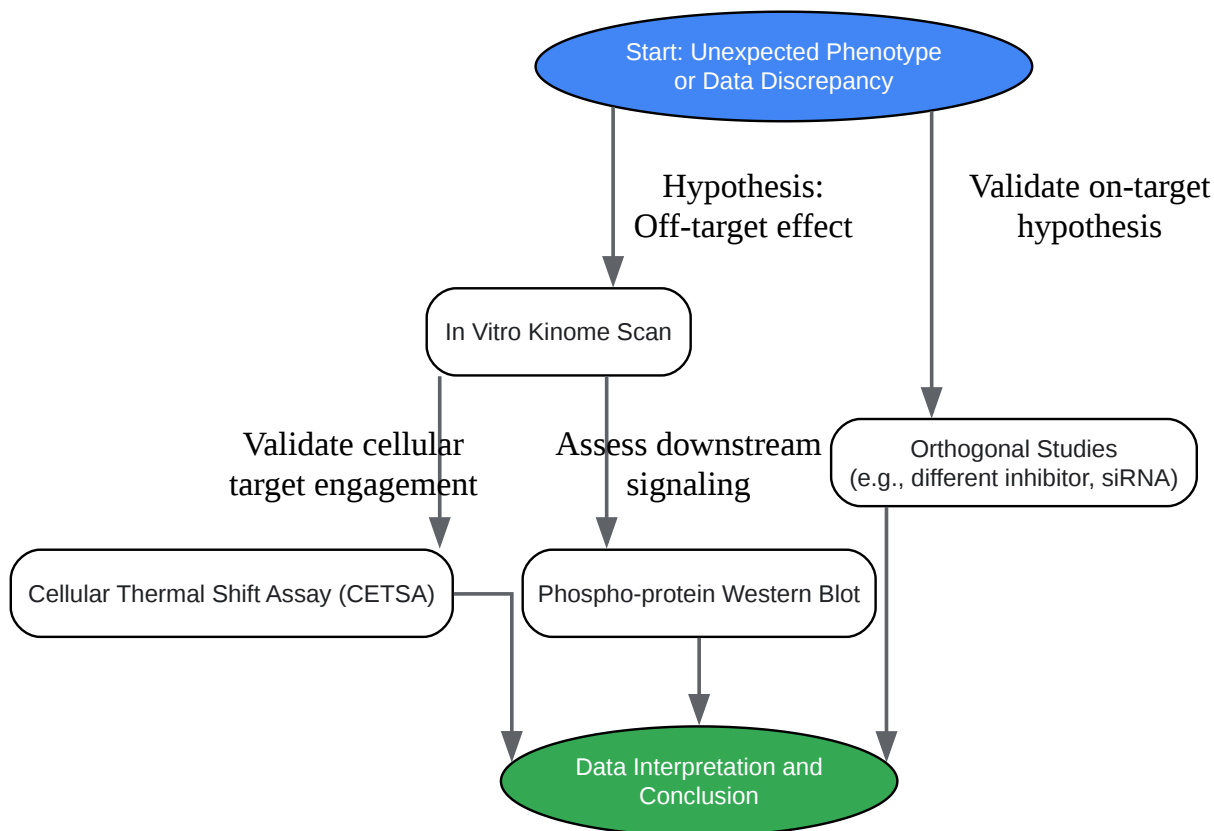 Start: Unexpected Phenotype
or Data Discrepancy
Hypothesis:
Off-target effect
Validate on-target
hypothesis
In Vitro Kinome Scan
Validate cellular
target engagement
Assess downstream
signaling
Orthogonal Studies
(e.g., different inhibitor, siRNA)
Cellular Thermal Shift Assay (CETSA)
Phospho-protein Western Blot
Data Interpretation and
Conclusion